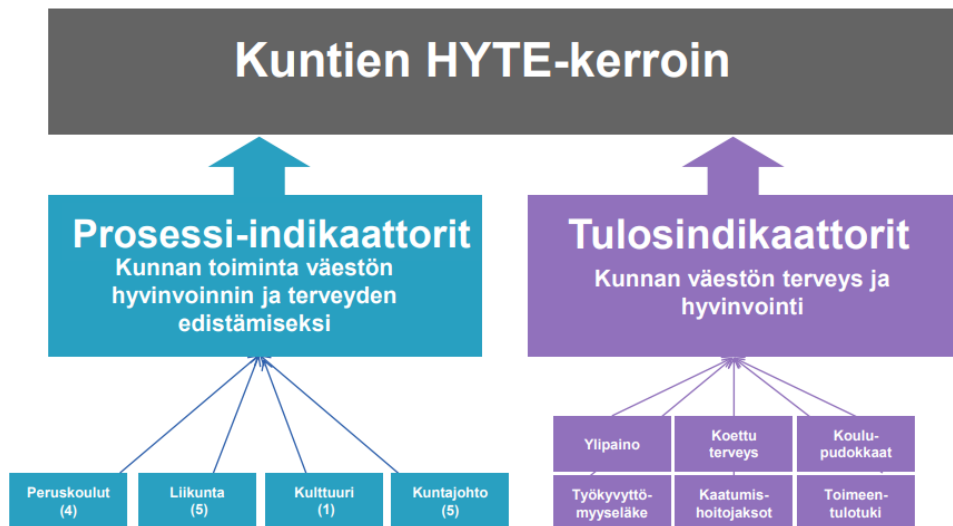 Kuntien HYTE-kerroin
Prosessi-indikaattorit
Kunnan toiminta väestön
hyvinvoinnin ja terveyden
edistämiseksi
Tulosindikaattorit
Kunnan väestön terveys ja
hyvinvointi
Peruskoulut
(4)
Liikunta
(5)
Kulttuuri
(1)
Kuntajohto
(5)
Ylipaino
Koettu
terveys
Koulu-
pudokkaat
Työkyvyttö-
myyseläke
Kaatumis-
hoitojaksot
Toimeen-
tulotuki